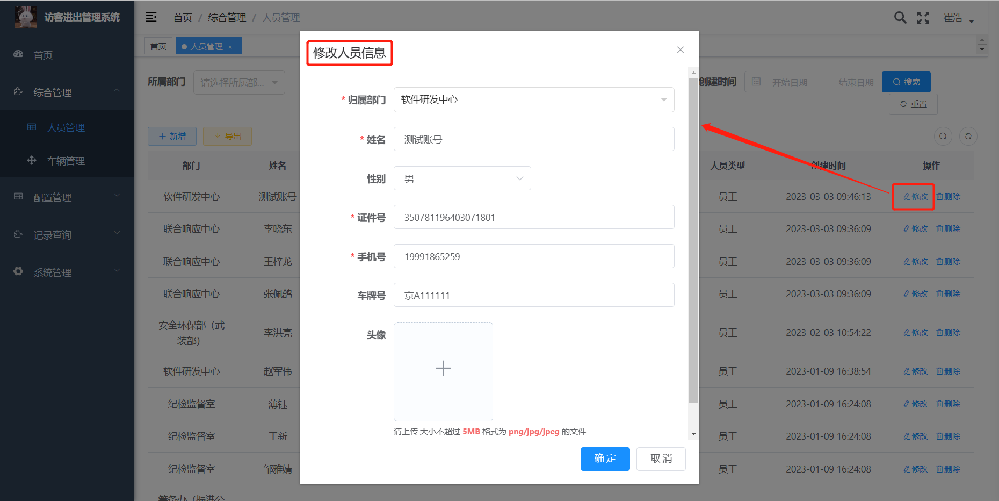 访客进出管理系统
首页 / 综合管理 / 人员管理
崔浩
首页
人员管理 ×
首页
综合管理
人员管理
车辆管理
配置管理
记录查询
系统管理
所属部门 请选择所属部...
创建时间 开始日期 - 结束日期 搜索
重置
新增 导出
部门 姓名 人员类型 创建时间 操作
软件研发中心 测试账号 员工 2023-03-03 09:46:13 修改 删除
联合响应中心 李晓东 员工 2023-03-03 09:36:09 修改 删除
联合响应中心 王梓龙 员工 2023-03-03 09:36:09 修改 删除
联合响应中心 张佩鸽 员工 2023-03-03 09:36:09 修改 删除
安全环保部（武
装部） 李洪亮 员工 2023-02-03 10:54:22 修改 删除
软件研发中心 赵军伟 员工 2023-01-09 16:38:54 修改 删除
纪检监督室 薄钰 员工 2023-01-09 16:24:08 修改 删除
纪检监督室 王新 员工 2023-01-09 16:24:08 修改 删除
纪检监督室 邹雅婧 员工 2023-01-09 16:24:08 修改 删除
筹备办（振港公
修改人员信息
* 归属部门 软件研发中心
* 姓名 测试账号
性别 男
* 证件号 350781196403071801
* 手机号 19991865259
车牌号 京A111111
头像
请上传 大小不超过 5MB 格式为 png/jpg/jpeg 的文件
确 定 取 消